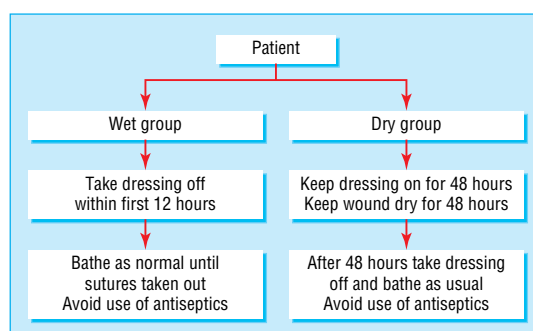 Patient
Wet group
Dry group
Take dressing off
within first 12 hours
Keep dressing on for 48 hours
Keep wound dry for 48 hours
Bathe as normal until
sutures taken out
Avoid use of antiseptics
After 48 hours take dressing
off and bathe as usual
Avoid use of antiseptics